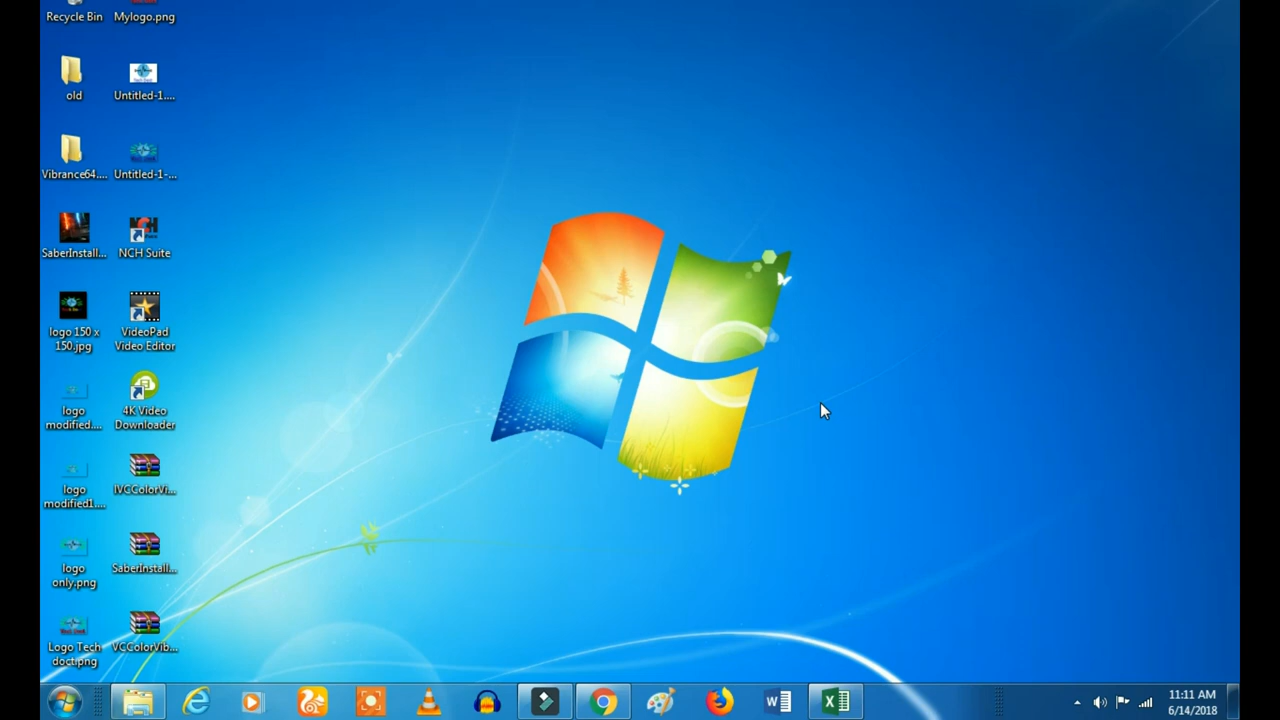 Recycle Bin
Mylogo.png
old
Untitled-1....
Vibrance64....
Untitled-1-...
SaberInstall...
NCH Suite
logo 150 x
150.jpg
VideoPad
Video Editor
logo
modified....
4K Video
Downloader
logo
modified1....
IVCColorVi...
logo
only.png
SaberInstall...
Logo Tech
doct.png
VCColorVib...
11:11 AM
6/14/2018